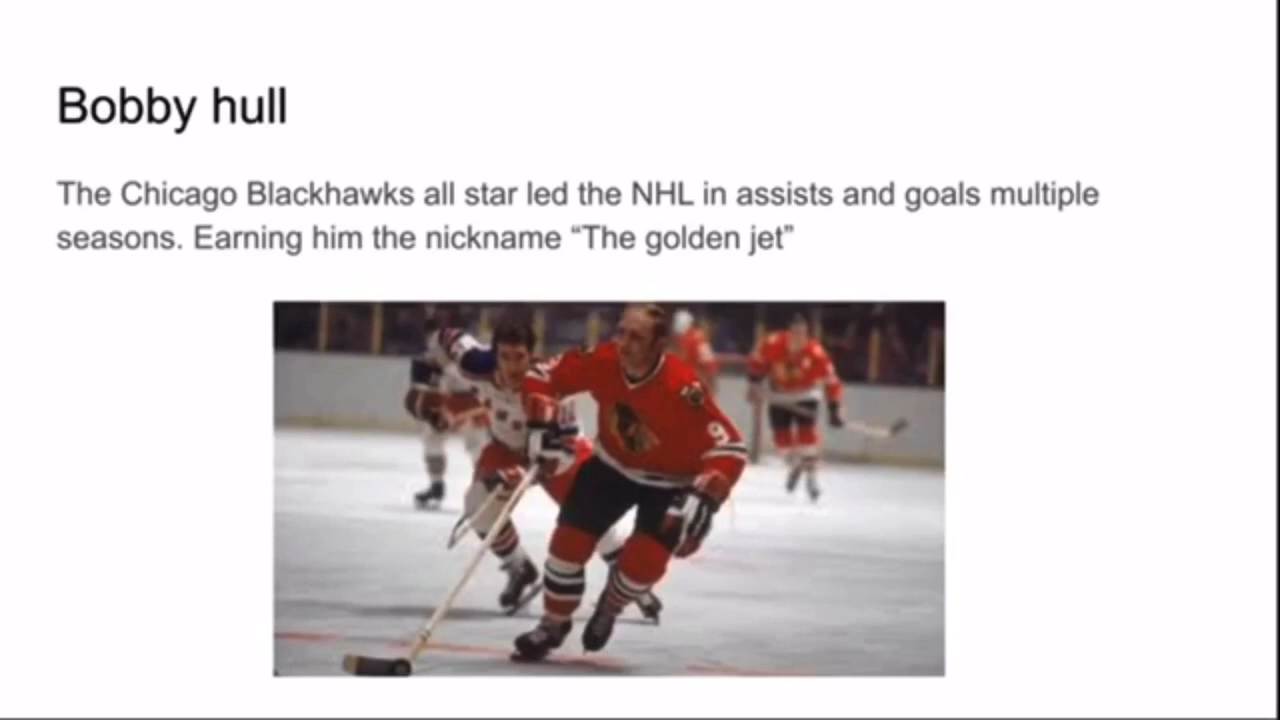 Bobby hull
The Chicago Blackhawks all star led the NHL in assists and goals multiple
seasons. Earning him the nickname “The golden jet”
9